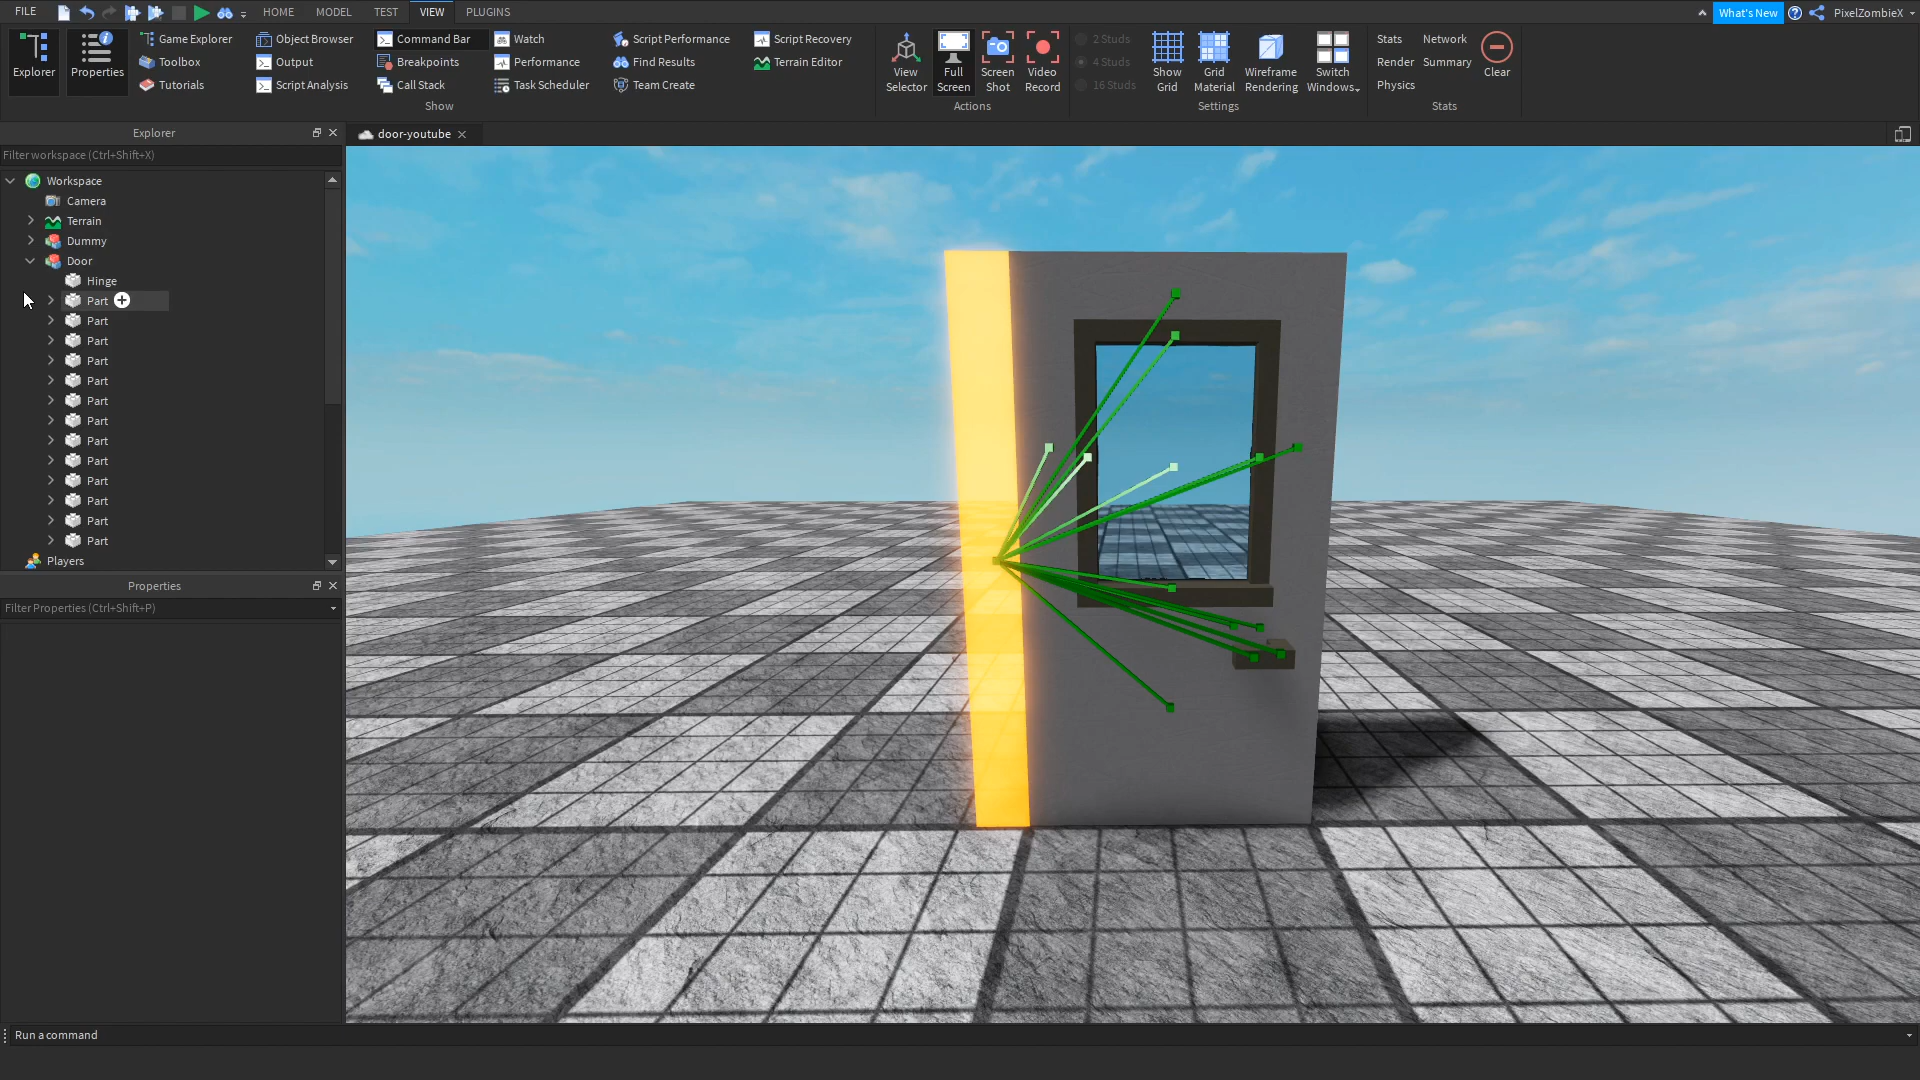 FILE HOME MODEL TEST VIEW PLUGINS What's New PixelZombieX
Explorer
Properties
Game Explorer
Toolbox
Tutorials
Object Browser
Output
Script Analysis
Command Bar
Breakpoints
Call Stack
Watch
Performance
Task Scheduler
Script Performance
Find Results
Team Create
Script Recovery
Terrain Editor
Show
View
Selector
Full
Screen
Screen
Shot
Video
Record
Actions
2 Studs
4 Studs
16 Studs
Show
Grid
Grid
Material
Wireframe
Rendering
Switch
Windows
Settings
Stats
Render
Physics
Network
Summary
Clear
Stats
Explorer
Filter workspace (Ctrl+Shift+X)
Workspace
Camera
Terrain
Dummy
Door
Hinge
Part
Part
Part
Part
Part
Part
Part
Part
Part
Part
Part
Part
Part
Players
Properties
Filter Properties (Ctrl+Shift+P)
door-youtube
Run a command